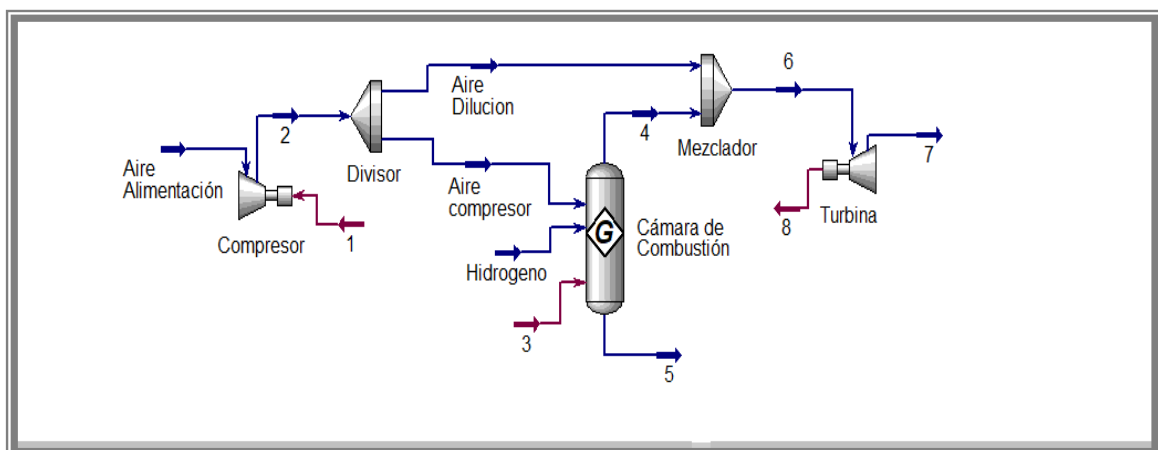 6
Aire
Dilucion
2
4
7
Mezclador
Aire
Alimentación
Divisor
Aire
compresor
8
Turbina
Compresor
1
Hidrogeno
G
Cámara de
Combustión
3
5